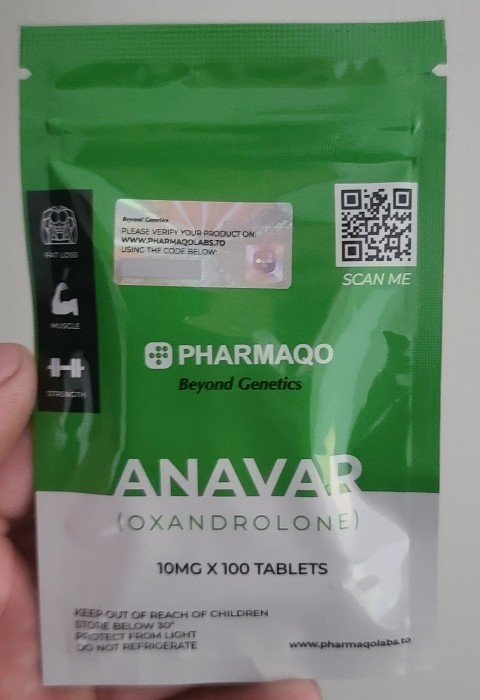 Beyond Genetics
PLEASE VERIFY YOUR PRODUCT ON:
WWW.PHARMAQOLABS.TO
USING THE CODE BELOW:
SCAN ME
FAT LOSS
MUSCLE
STRENGTH
PHARMAQO
Beyond Genetics
ANAVAR
(OXANDROLONE)
10MG X 100 TABLETS
KEEP OUT OF REACH OF CHILDREN
STORE BELOW 30°
PROTECT FROM LIGHT
DO NOT REFRIGERATE
www.pharmaqolabs.to